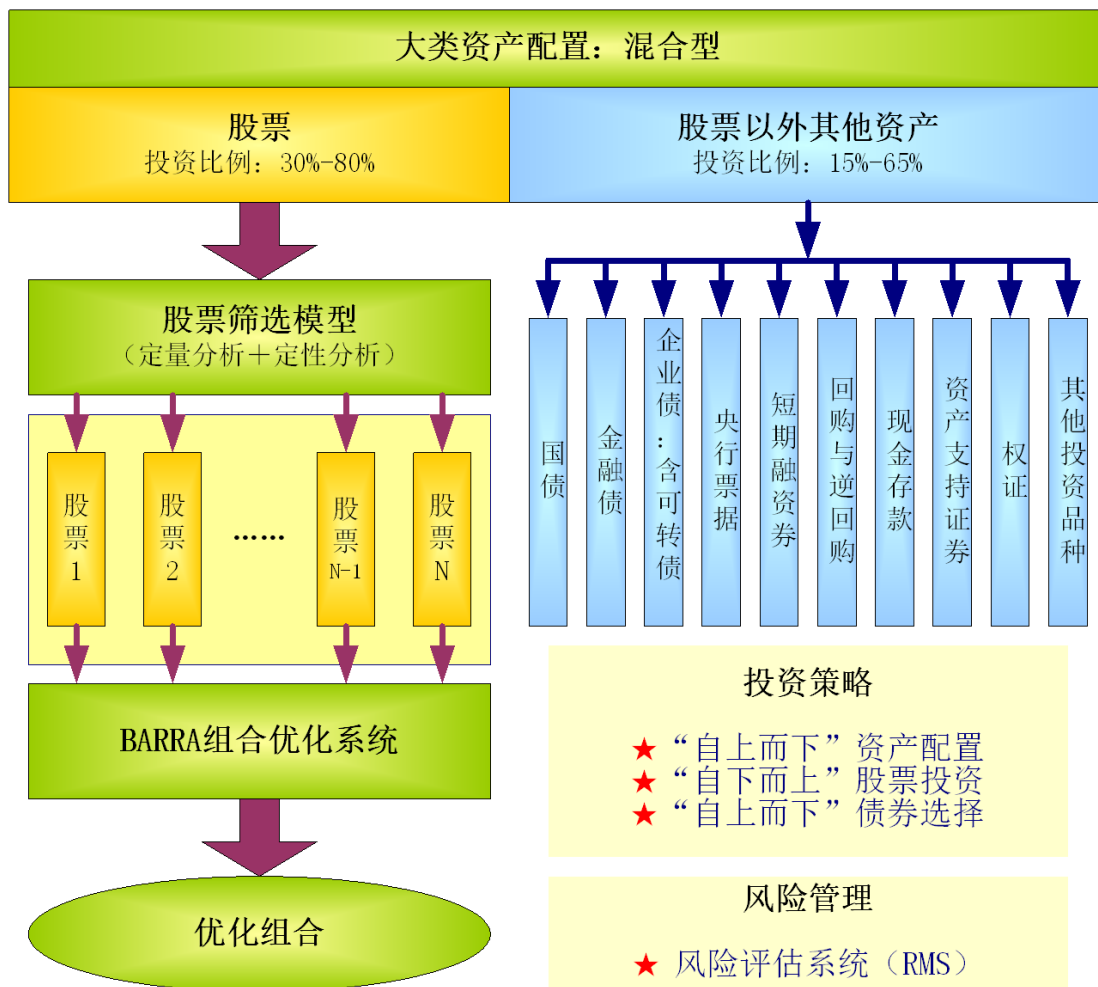 大类资产配置：混合型
股票
投资比例：30%-80%
股票以外其他资产
投资比例：15%-65%
股票筛选模型
（定量分析＋定性分析）
股票1
股票2
……
股票N-1
股票N
BARRA组合优化系统
优化组合
国债
金融债
企业债：含可转债
央行票据
短期融资券
回购与逆回购
现金存款
资产支持证券
权证
其他投资品种
投资策略
★ “自上而下”资产配置
★ “自下而上”股票投资
★ “自上而下”债券选择
风险管理
★ 风险评估系统（RMS）